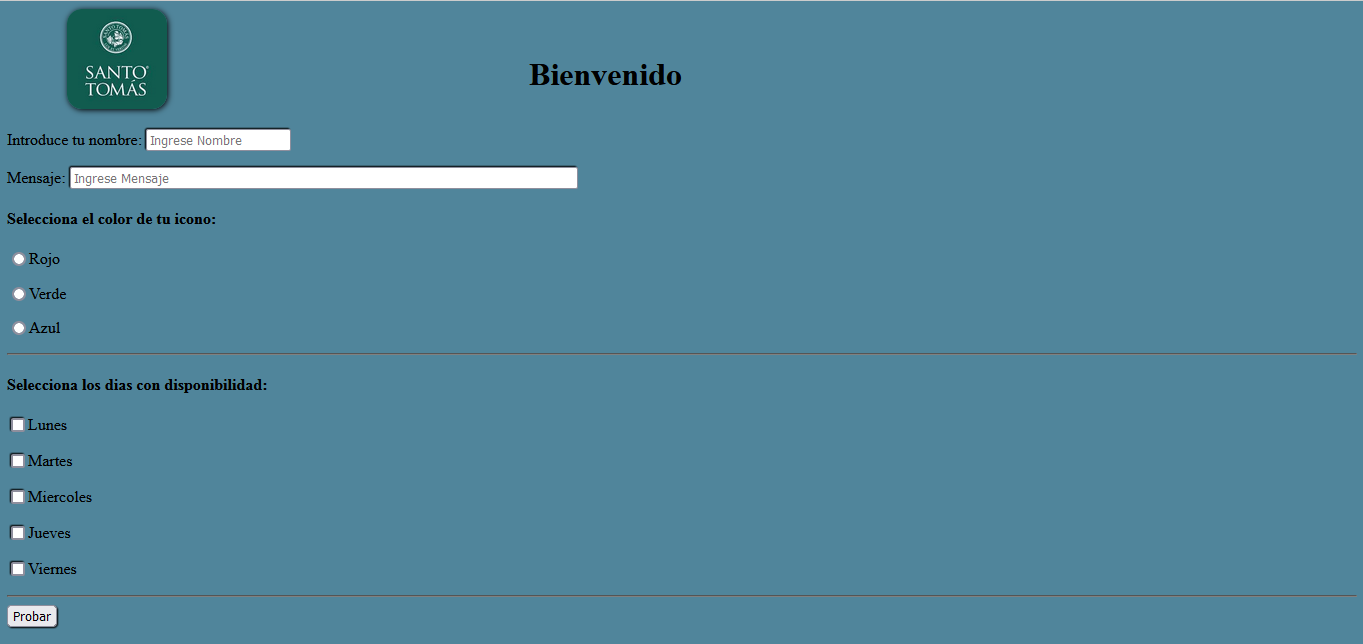 SANTO
TOMÁS
Bienvenido
Introduce tu nombre: Ingrese Nombre
Mensaje: Ingrese Mensaje
Selecciona el color de tu icono:
Rojo
Verde
Azul
Selecciona los dias con disponibilidad:
Lunes
Martes
Miercoles
Jueves
Viernes
Probar